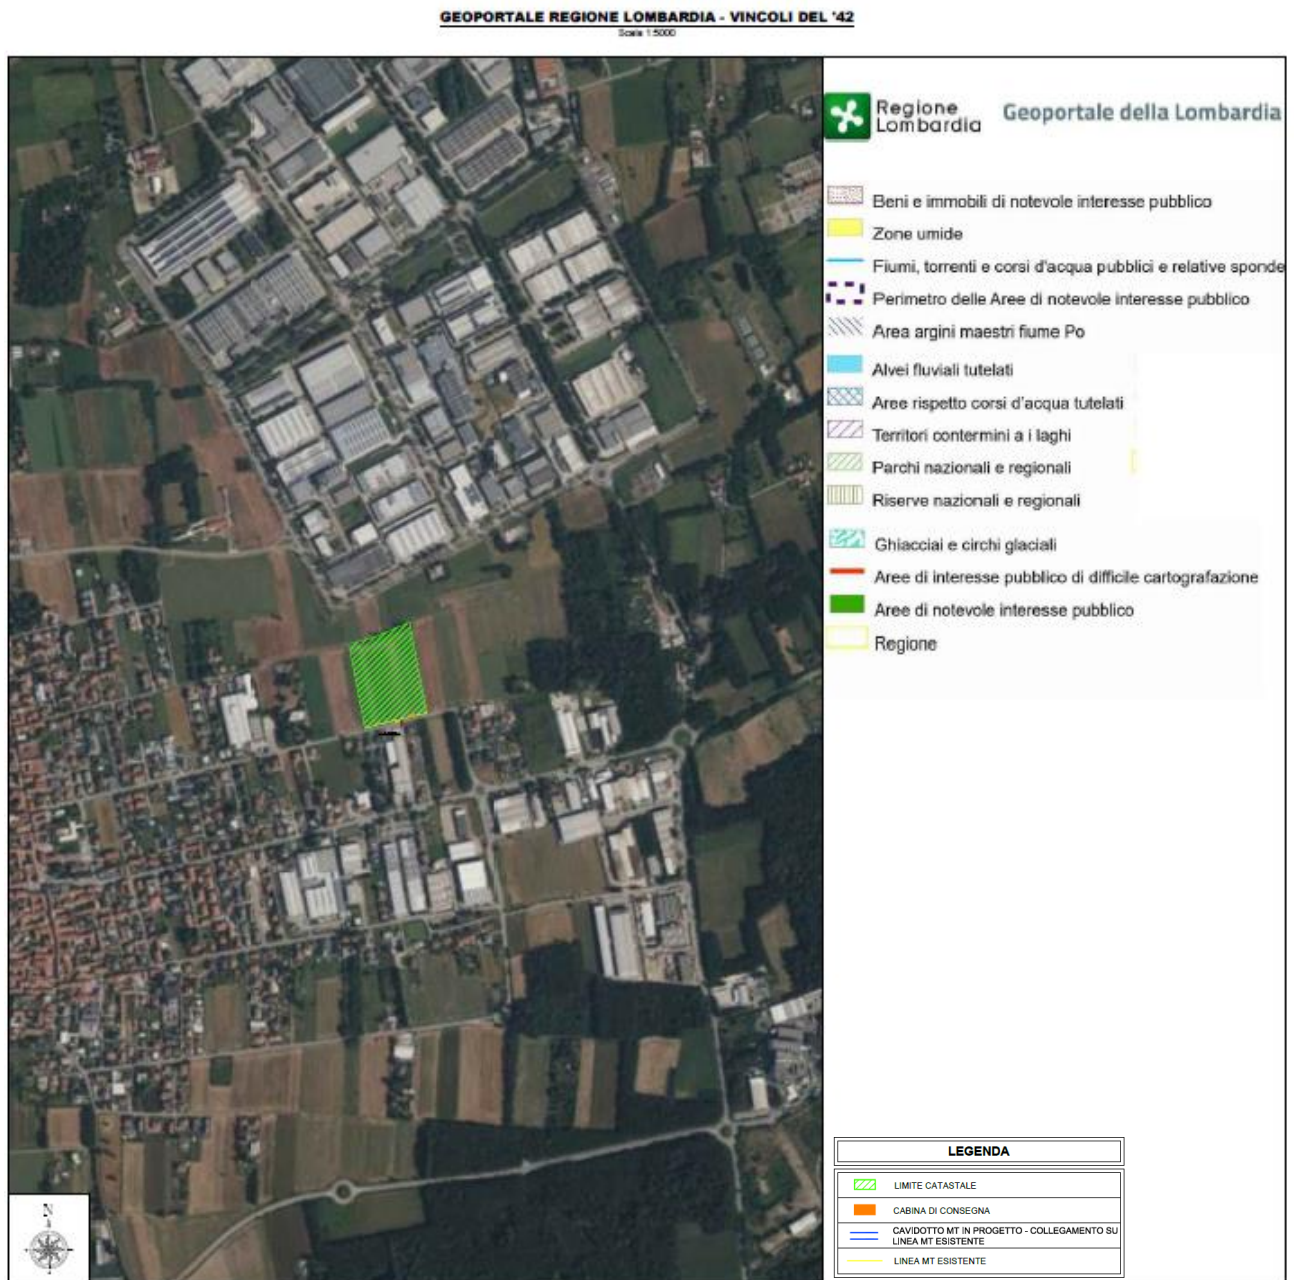 GEOPORTALE REGIONE LOMBARDIA - VINCOLI DEL '42
Scala 1:5000
Regione
Lombardia
Geoportale della Lombardia
Beni e immobili di notevole interesse pubblico
Zone umide
Fiumi, torrenti e corsi d'acqua pubblici e relative sponde
Perimetro delle Aree di notevole interesse pubblico
Area argini maestri fiume Po
Alvei fluviali tutelati
Aree rispetto corsi d'acqua tutelati
Territori contermini a i laghi
Parchi nazionali e regionali
Riserve nazionali e regionali
Ghiacciai e circhi glaciali
Aree di interesse pubblico di difficile cartografazione
Aree di notevole interesse pubblico
Regione
LEGENDA
LIMITE CATASTALE
CABINA DI CONSEGNA
CAVIDOTTO MT IN PROGETTO - COLLEGAMENTO SU
LINEA MT ESISTENTE
LINEA MT ESISTENTE
N